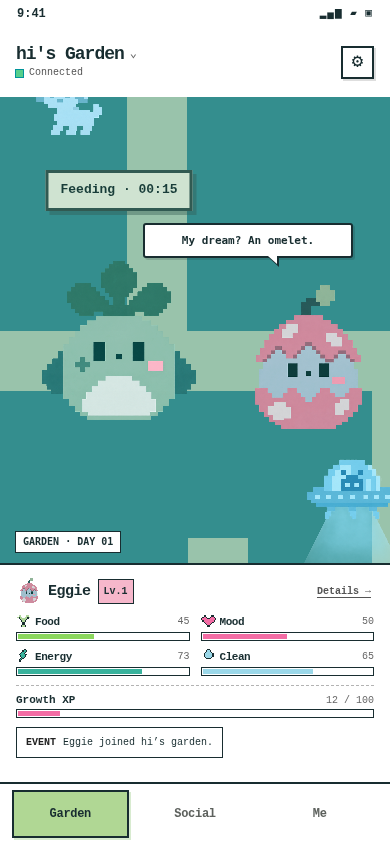 9:41
hi's Garden
Connected
Feeding · 00:15
My dream? An omelet.
GARDEN · DAY 01
Eggie Lv.1 Details →
Food 45 Mood 50
Energy 73 Clean 65
Growth XP 12 / 100
EVENT Eggie joined hi’s garden.
Garden Social Me